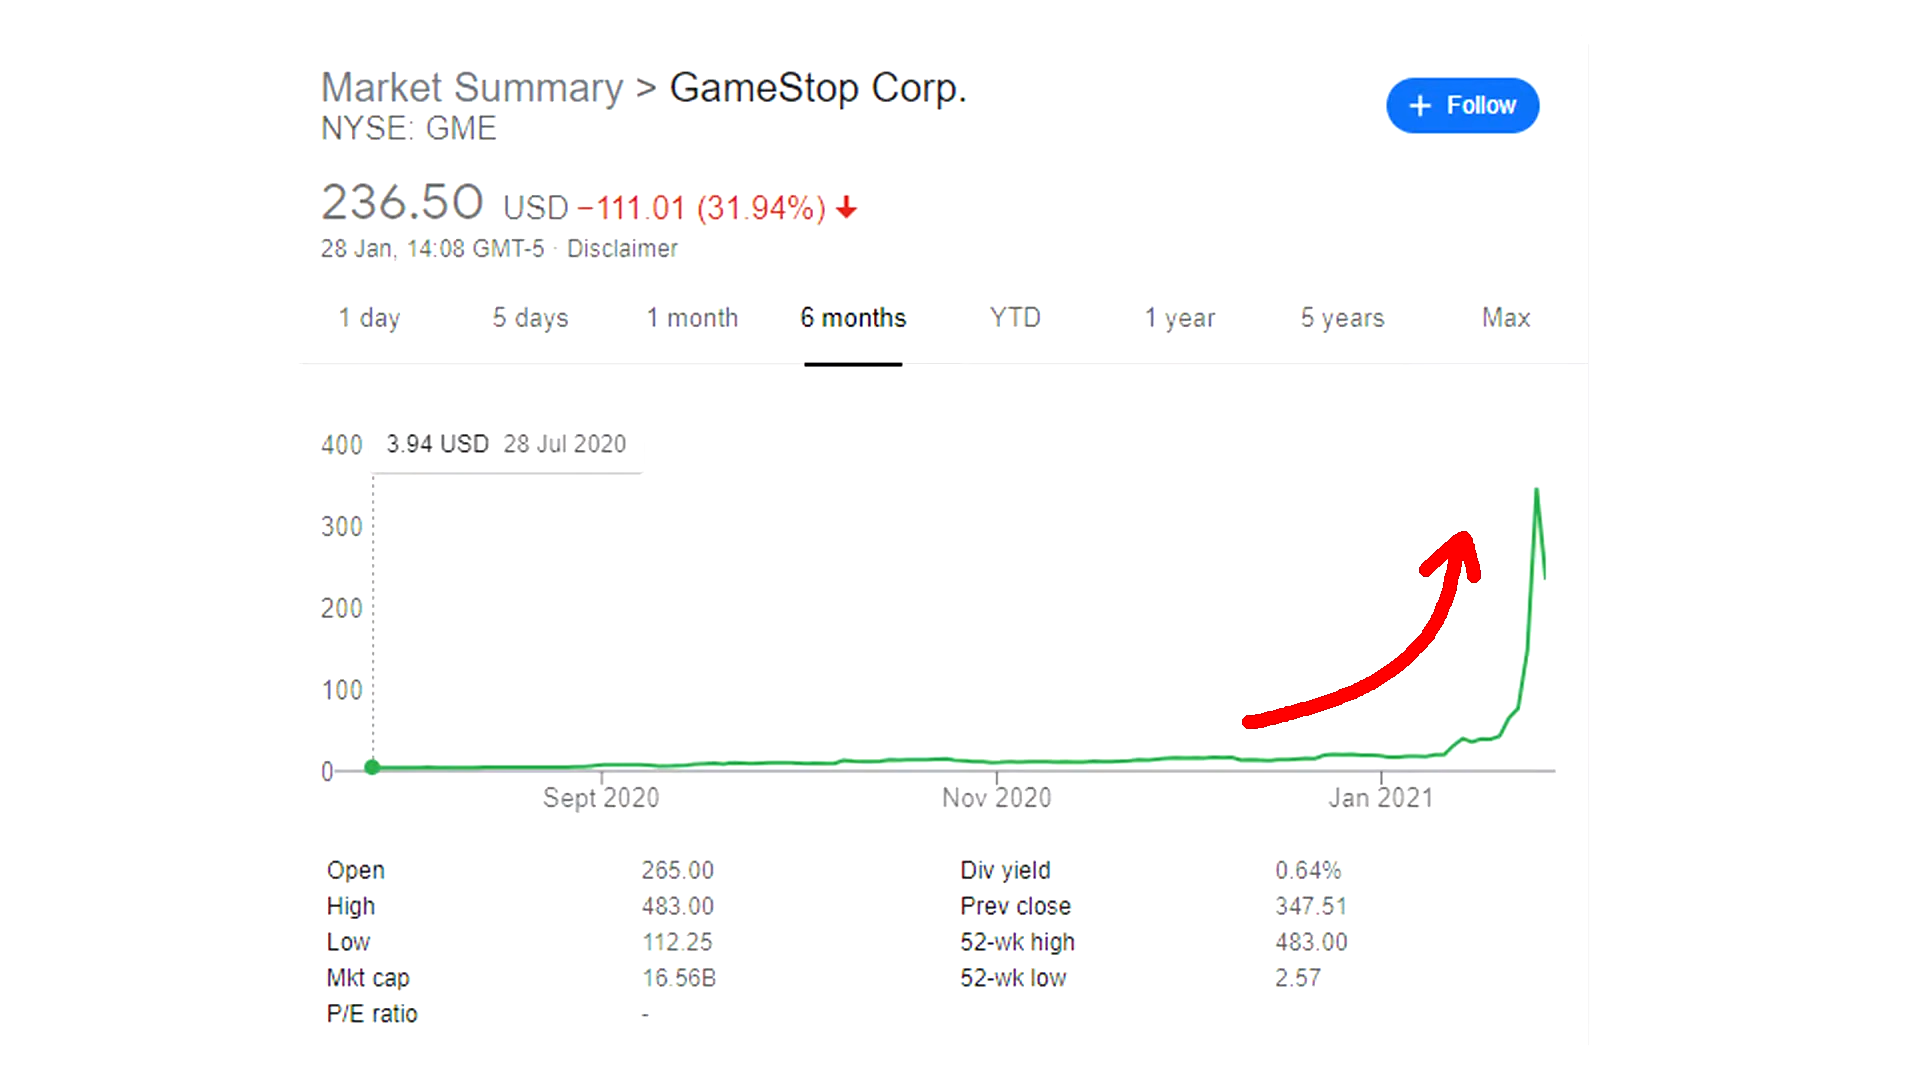 Market Summary > GameStop Corp.
NYSE: GME
+ Follow
236.50 USD −111.01 (31.94%) ↓
28 Jan, 14:08 GMT-5 · Disclaimer
1 day 5 days 1 month 6 months YTD 1 year 5 years Max
400 3.94 USD 28 Jul 2020
300
200
100
0
Sept 2020 Nov 2020 Jan 2021
Open 265.00 Div yield 0.64%
High 483.00 Prev close 347.51
Low 112.25 52-wk high 483.00
Mkt cap 16.56B 52-wk low 2.57
P/E ratio -